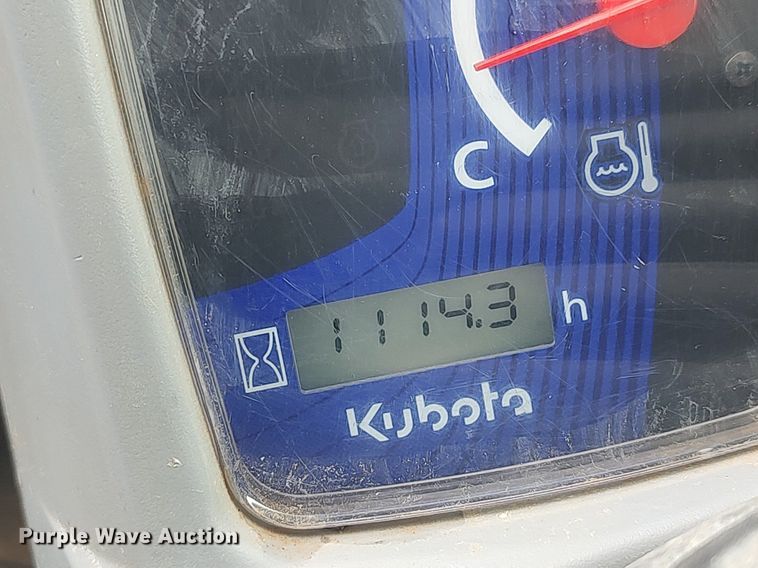 C
1114.3 h
Kubota
Purple Wave Auction